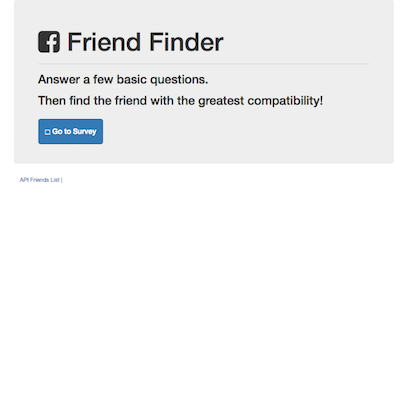 Friend Finder
Answer a few basic questions.
Then find the friend with the greatest compatibility!
□ Go to Survey
API Friends List |